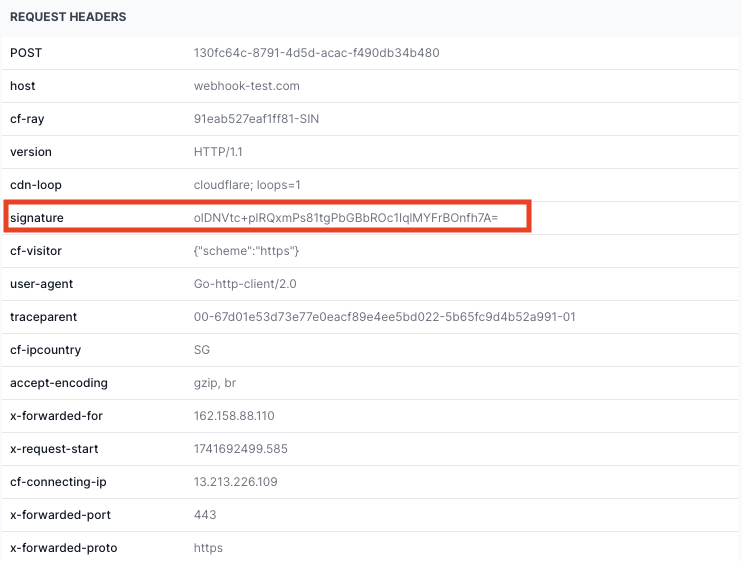 REQUEST HEADERS
POST 130fc64c-8791-4d5d-acac-f490db34b480
host webhook-test.com
cf-ray 91eab527eaf1ff81-SIN
version HTTP/1.1
cdn-loop cloudflare; loops=1
signature olDNVtc+plRQxmPs81tgPbGBbROc1IqlMYFrBOnfh7A=
cf-visitor {"scheme":"https"}
user-agent Go-http-client/2.0
traceparent 00-67d01e53d73e77e0eacf89e4ee5bd022-5b65fc9d4b52a991-01
cf-ipcountry SG
accept-encoding gzip, br
x-forwarded-for 162.158.88.110
x-request-start 1741692499.585
cf-connecting-ip 13.213.226.109
x-forwarded-port 443
x-forwarded-proto https